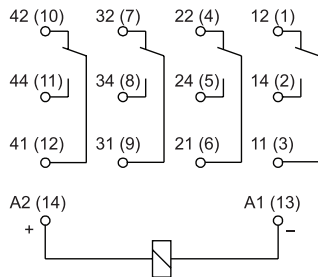 42 (10) 32 (7) 22 (4) 12 (1)
44 (11) 34 (8) 24 (5) 14 (2)
41 (12) 31 (9) 21 (6) 11 (3)
A2 (14) A1 (13)
+ –